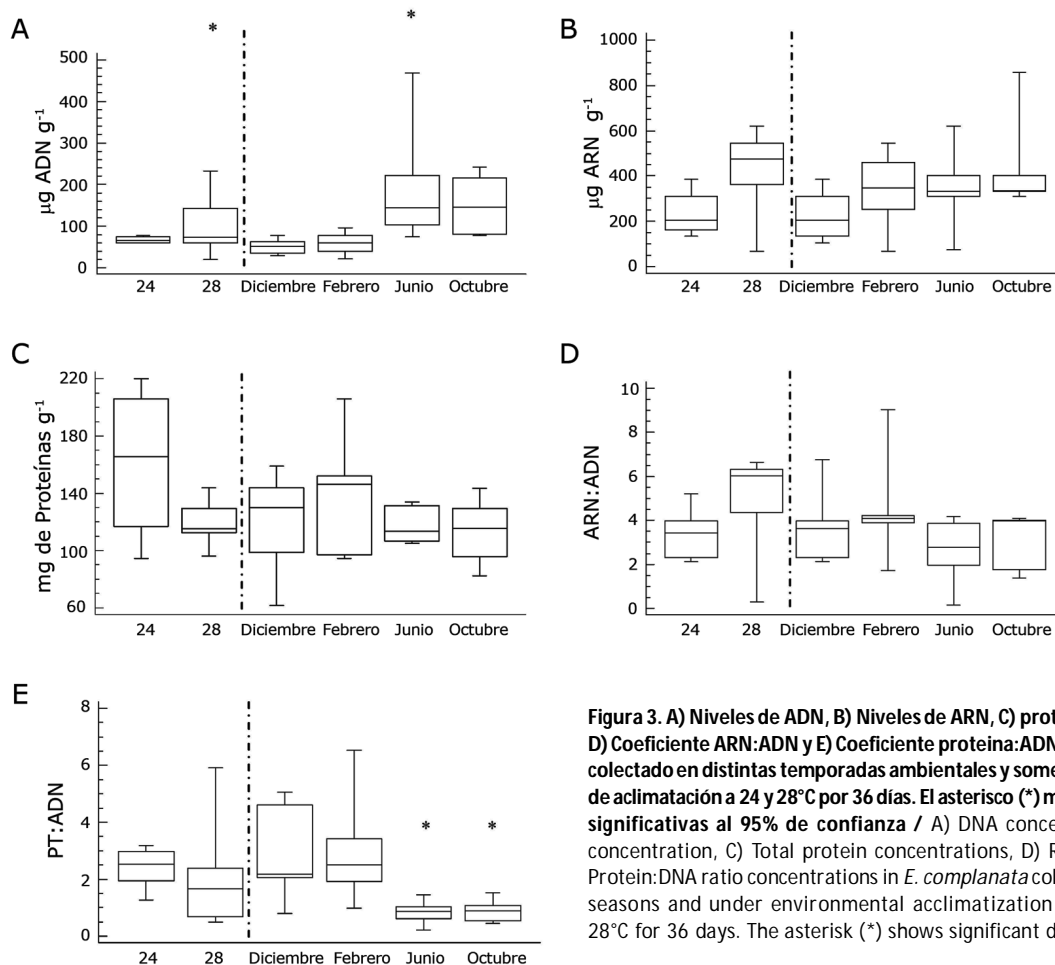 A
*
*
µg ADN g⁻¹
500
400
300
200
100
0
24
28
Diciembre
Febrero
Junio
Octubre
B
µg ARN g⁻¹
1000
800
600
400
200
0
24
28
Diciembre
Febrero
Junio
Octubre
C
mg de Proteínas g⁻¹
220
180
140
100
60
24
28
Diciembre
Febrero
Junio
Octubre
D
ARN:ADN
10
8
6
4
2
0
24
28
Diciembre
Febrero
Junio
Octubre
E
PT:ADN
8
6
4
2
0
*
*
24
28
Diciembre
Febrero
Junio
Octubre
Figura 3. A) Niveles de ADN, B) Niveles de ARN, C) prot
D) Coeficiente ARN:ADN y E) Coeficiente proteina:ADN
colectado en distintas temporadas ambientales y some
de aclimatación a 24 y 28°C por 36 días. El asterisco (*) m
significativas al 95% de confianza / A) DNA conce
concentration, C) Total protein concentrations, D) R
Protein:DNA ratio concentrations in E. complanata col
seasons and under environmental acclimatization
28°C for 36 days. The asterisk (*) shows significant d